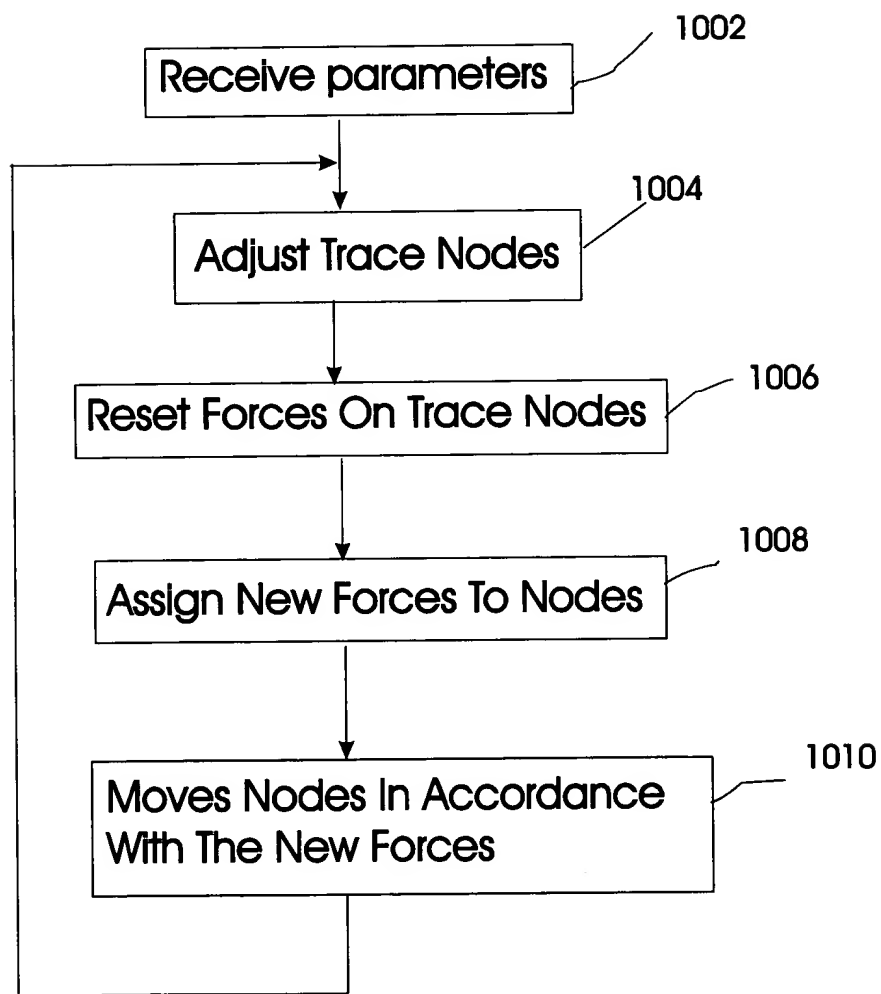 1002
Receive parameters
1004
Adjust Trace Nodes
1006
Reset Forces On Trace Nodes
1008
Assign New Forces To Nodes
1010
Moves Nodes In Accordance
With The New Forces